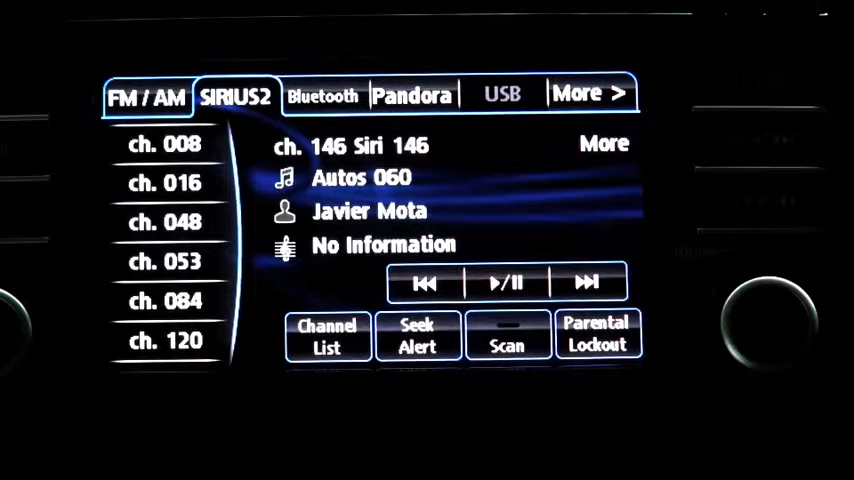 FM / AM
SIRIUS2
Bluetooth
Pandora
USB
More >
ch. 008
ch. 016
ch. 048
ch. 053
ch. 084
ch. 120
ch. 146 Siri 146
More
Autos 060
Javier Mota
No Information
Channel
List
Seek
Alert
Scan
Parental
Lockout